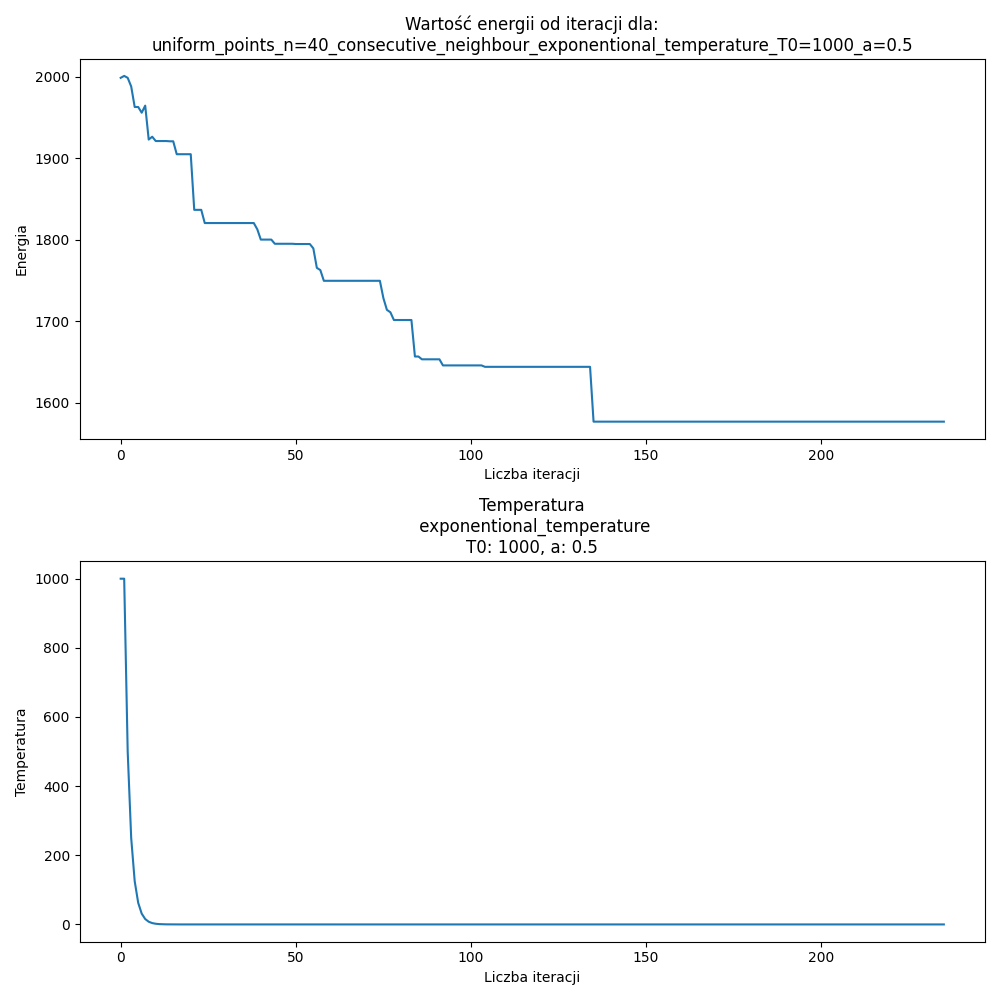 Wartość energii od iteracji dla:
uniform_points_n=40_consecutive_neighbour_exponentional_temperature_T0=1000_a=0.5
2000
1900
1800
1700
1600
Energia
0 50 100 150 200
Liczba iteracji
Temperatura
exponentional_temperature
T0: 1000, a: 0.5
1000
800
600
400
200
0
Temperatura
0 50 100 150 200
Liczba iteracji